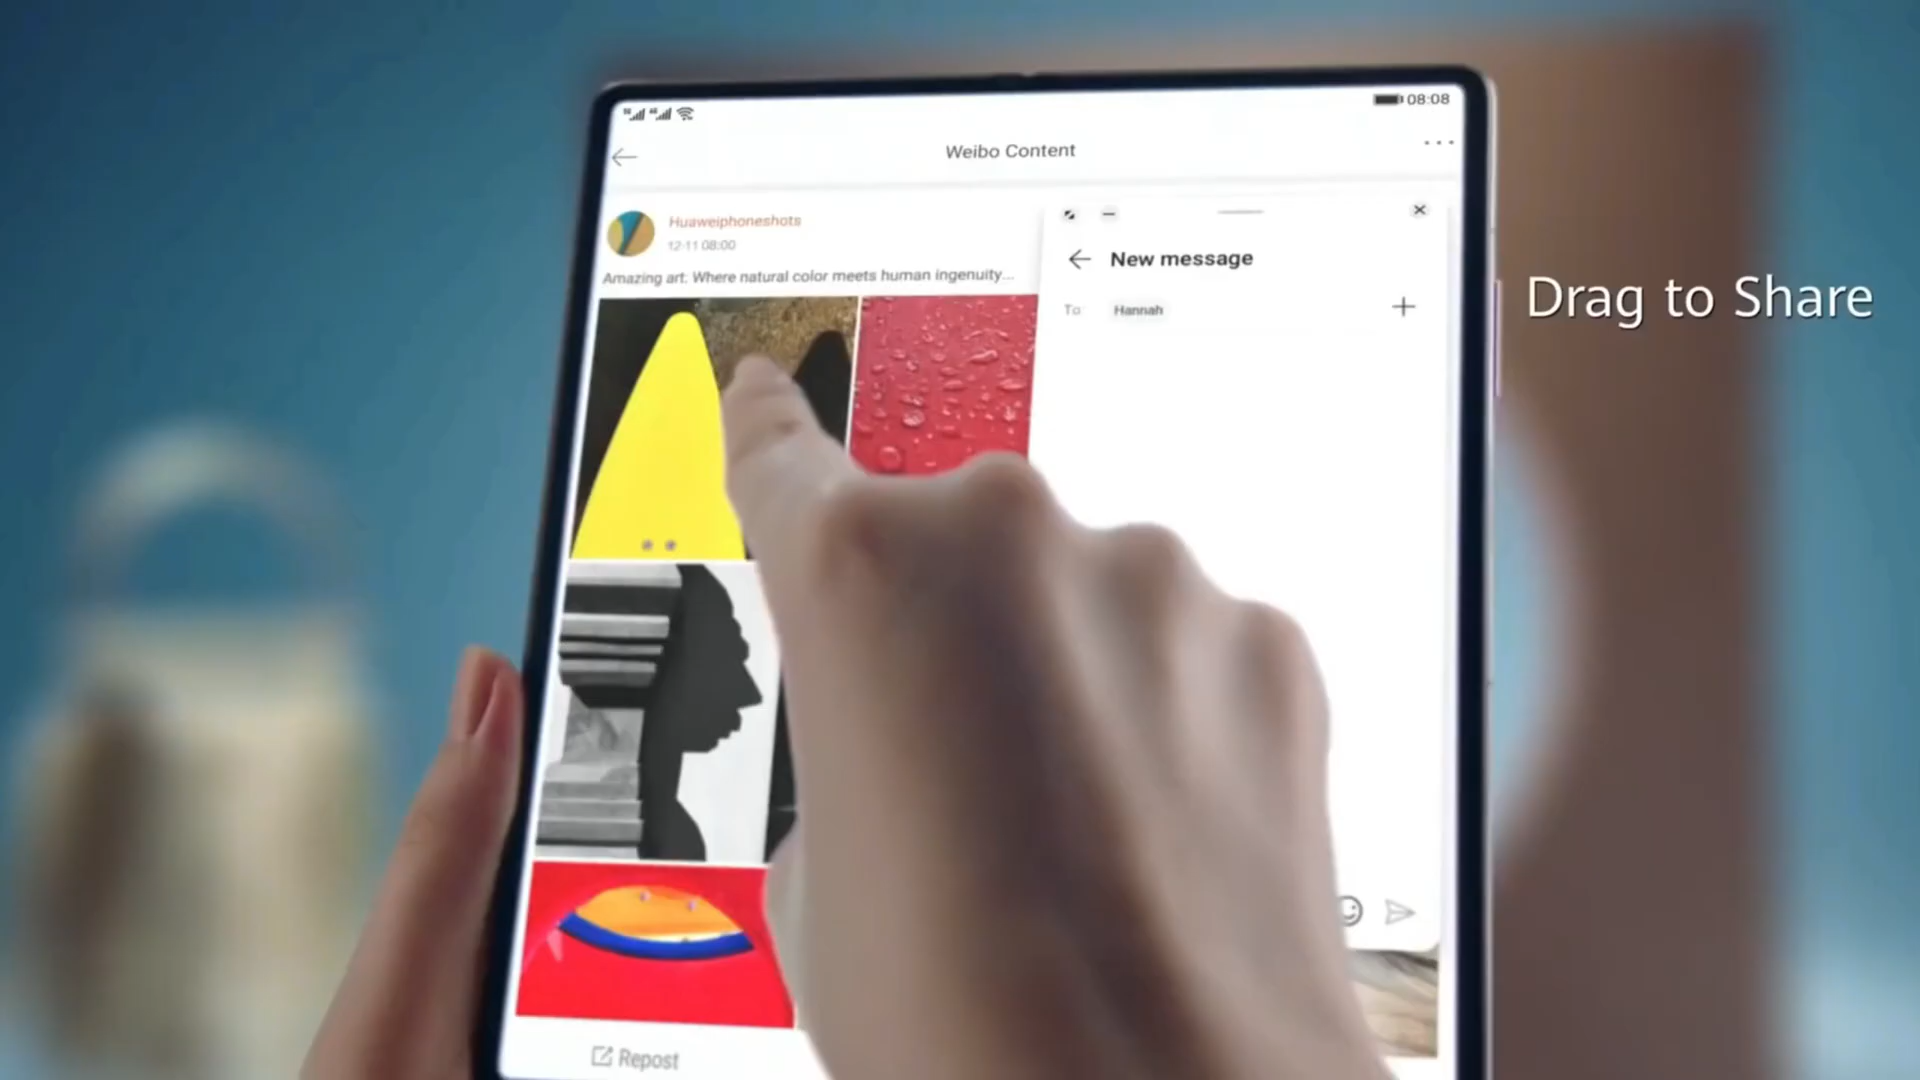 08:08
Weibo Content
Huaweiphoneshots
12-11 08:00
Amazing art: Where natural color meets human ingenuity...
New message
To: Hannah
Drag to Share
Repost